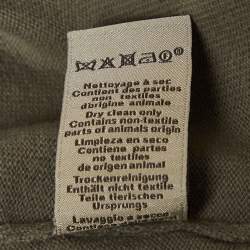 Nettoyage à sec
Contient des parties
non textiles
d'origine animale
Dry clean only
Contains non-textile
parts of animals origin
Limpieza en seco
Contiene partes
no textiles
de origen animal
Trockenreinigung
Enthält nicht textile
Teile tierischen
Ursprungs
Lavaggio a secco